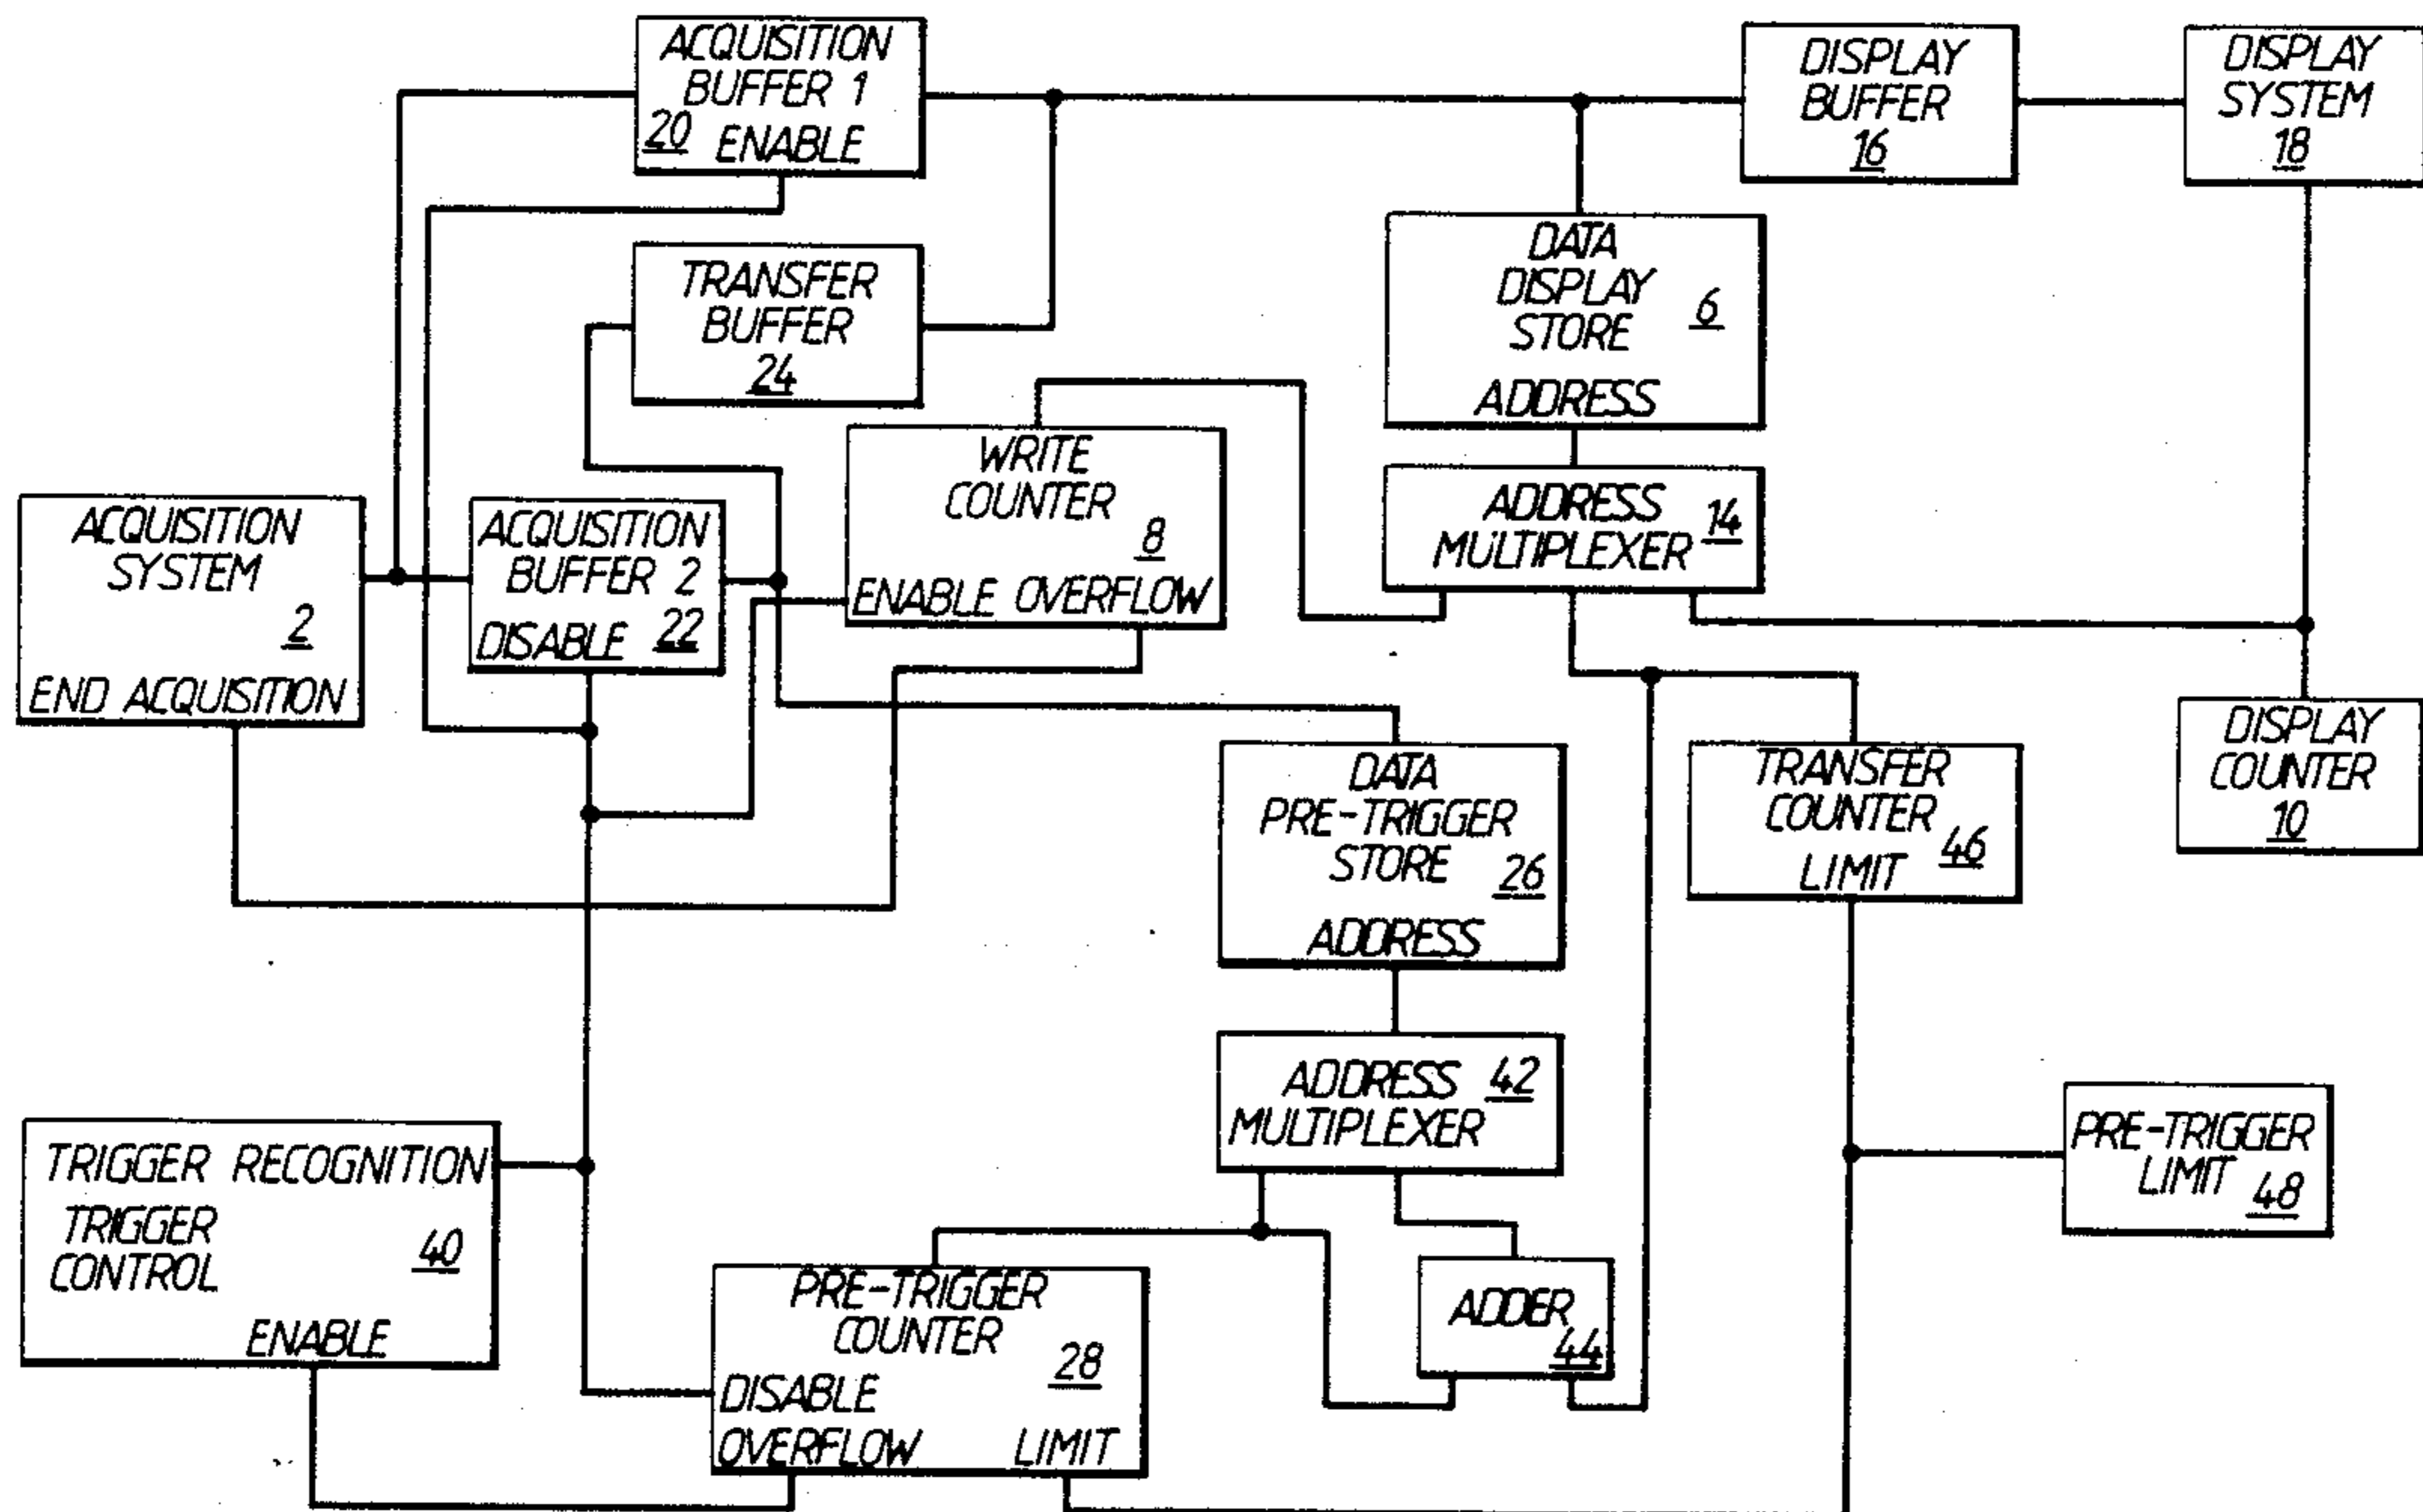 ACQUISITION
BUFFER 1
20 ENABLE
DISPLAY
BUFFER
16
DISPLAY
SYSTEM
18
TRANSFER
BUFFER
24
DATA
DISPLAY
STORE
6
ADDRESS
WRITE
COUNTER
8
ENABLE OVERFLOW
ADDRESS
MULTIPLEXER
14
ACQUISITION
SYSTEM
2
END ACQUISITION
ACQUISITION
BUFFER 2
DISABLE 22
DATA
PRE-TRIGGER
STORE
26
ADDRESS
TRANSFER
COUNTER
46
LIMIT
DISPLAY
COUNTER
10
ADDRESS 42
MULTIPLEXER
PRE-TRIGGER
LIMIT 48
TRIGGER RECOGNITION
TRIGGER
CONTROL
40
ENABLE
PRE-TRIGGER
COUNTER
28
DISABLE
OVERFLOW LIMIT
ADDER
44